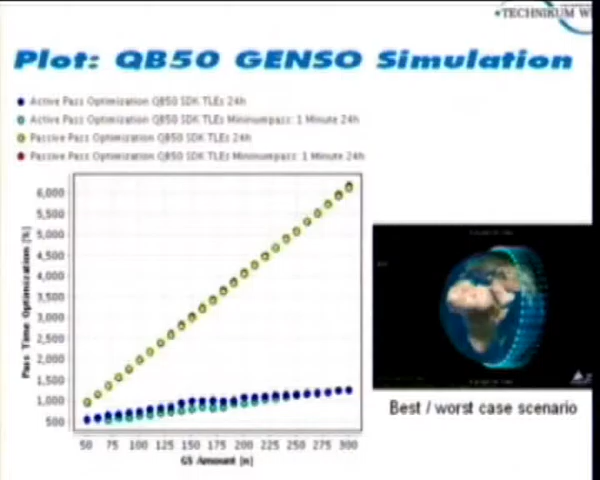 TECHNIKUM W
Plot: QB50 GENSO Simulation
Active Pass Optimization QB50 SDK TLEs 24h
Active Pass Optimization QB50 SDK TLEs Minimumpass: 1 Minute 24h
Passive Pass Optimization QB50 SDK TLEs 24h
Passive Pass Optimization QB50 SDK TLEs Minimumpass: 1 Minute 24h
6,000
5,500
5,000
4,500
4,000
3,500
3,000
2,500
2,000
1,500
1,000
500
Pass Time Optimization [%]
50 75 100 125 150 175 200 225 250 275 300
GS Amount [n]
Best / worst case scenario